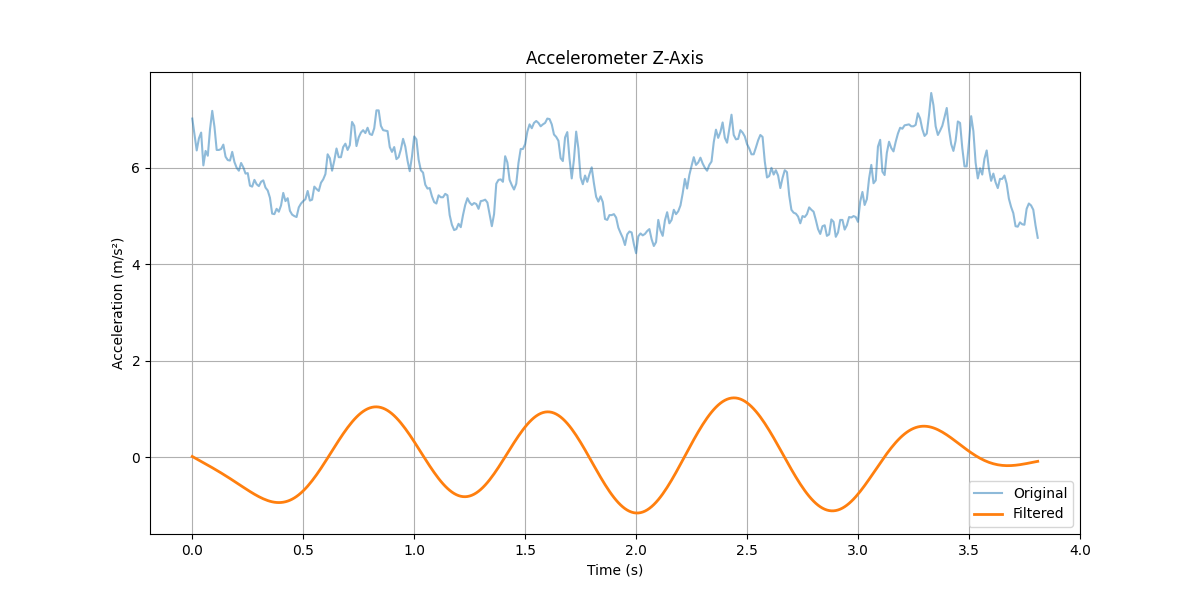 Accelerometer Z-Axis
Acceleration (m/s²)
6
4
2
0
0.0 0.5 1.0 1.5 2.0 2.5 3.0 3.5 4.0
Time (s)
Original
Filtered